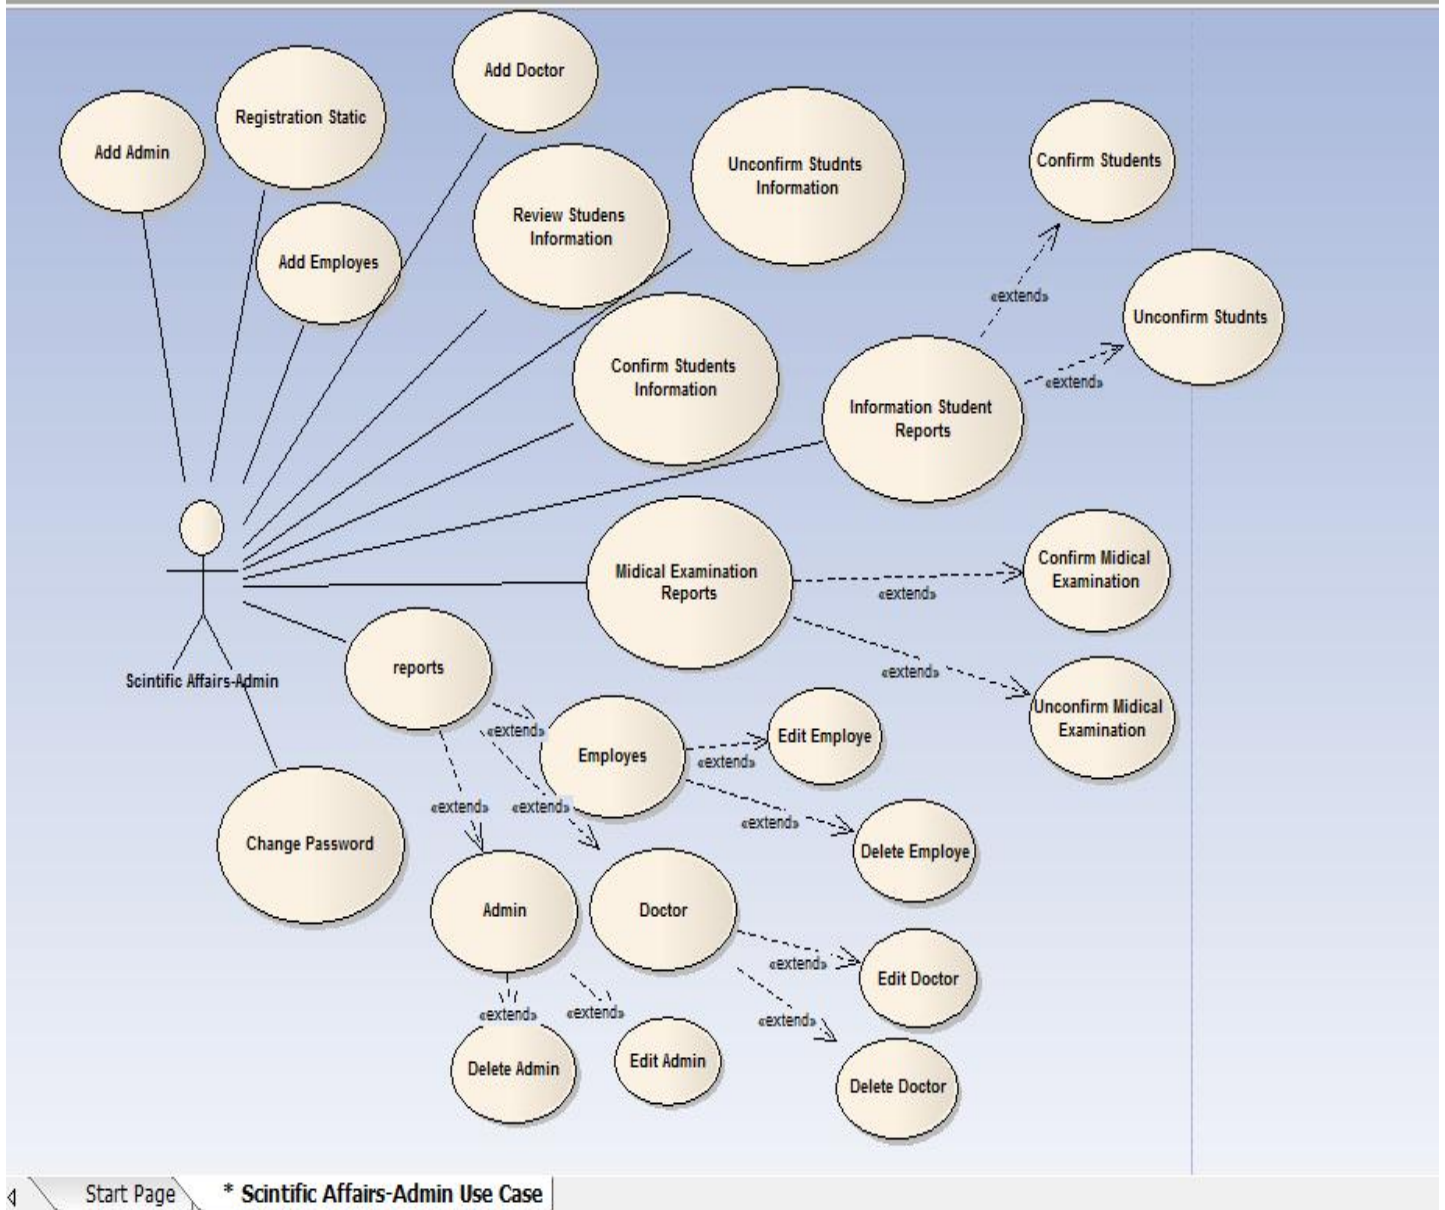 Add Doctor
Registration Static
Add Admin
Unconfirm Studnts
Information
Confirm Students
Review Studens
Information
Add Employes
«extend»
Unconfirm Studnts
Confirm Students
Information
«extend»
Information Student
Reports
Midical Examination
Reports
«extend»
Confirm Midical
Examination
«extend»
Unconfirm Midical
Examination
Scintific Affairs-Admin
reports
«extend»
Employes
«extend»
Edit Employe
«extend»
«extend»
«extend»
Delete Employe
Change Password
Admin
Doctor
«extend»
Edit Doctor
«extend»
«extend»
«extend»
Delete Admin
Edit Admin
Delete Doctor
Start Page
* Scintific Affairs-Admin Use Case